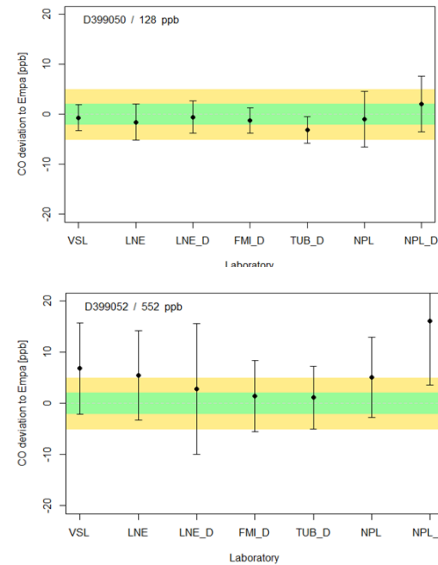 D399050 / 128 ppb
CO deviation to Empa [ppb]
20
10
0
-10
-20
VSL LNE LNE_D FMI_D TUB_D NPL NPL_D
Laboratory
D399052 / 552 ppb
CO deviation to Empa [ppb]
20
10
0
-10
-20
VSL LNE LNE_D FMI_D TUB_D NPL NPL_
Laboratory